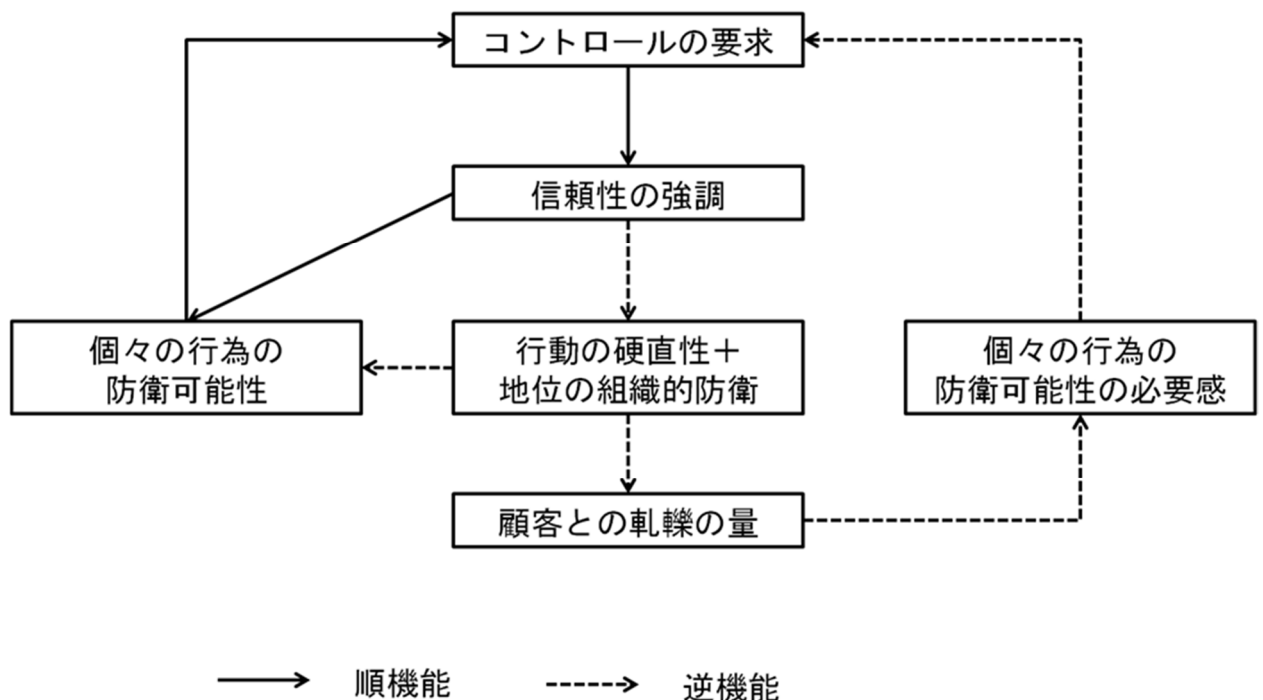 コントロールの要求
信頼性の強調
個々の行為の
防衛可能性
行動の硬直性＋
地位の組織的防衛
個々の行為の
防衛可能性の必要感
顧客との軋轢の量
順機能
逆機能